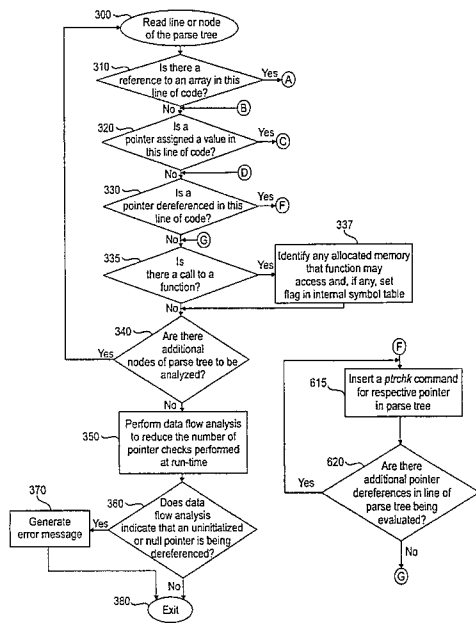 300
Read line or node
of the parse tree
310
Is there a
reference to an array in this
line of code?
Yes
A
No
B
320
Is a
pointer assigned a value in
this line of code?
Yes
C
No
D
330
Is a
pointer dereferenced in this
line of code?
Yes
F
No
G
335
Is
there a call to a
function?
Yes
337
Identify any allocated memory
that function may
access and, if any, set
flag in internal symbol table
No
340
Are there
additional
nodes of parse tree to be
analyzed?
Yes
No
350
Perform data flow analysis
to reduce the number of
pointer checks performed
at run-time
360
Does data
flow analysis
indicate that an uninitialized
or null pointer is being
dereferenced?
Yes
370
Generate
error message
No
380
Exit
F
615
Insert a ptrchk command
for respective pointer
in parse tree
620
Are there
additional pointer
dereferences in line of
parse tree being
evaluated?
Yes
No
G